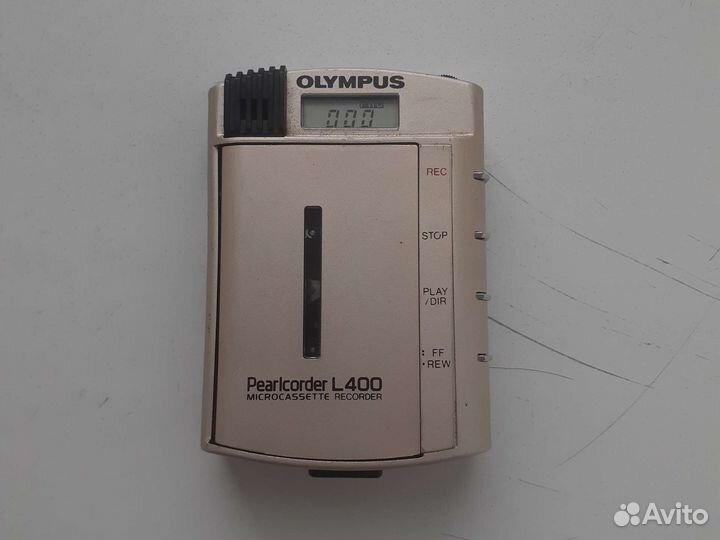 OLYMPUS
000
REC
STOP
PLAY
/DIR
: FF
• REW
Pearlcorder L400
MICROCASSETTE RECORDER
Avito